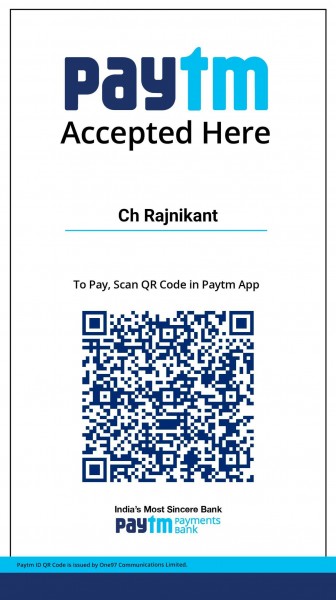 paytm
Accepted Here
Ch Rajnikant
To Pay, Scan QR Code in Paytm App
India's Most Sincere Bank
paytm payments
BANK
Paytm ID QR Code is issued by One97 Communications Limited.